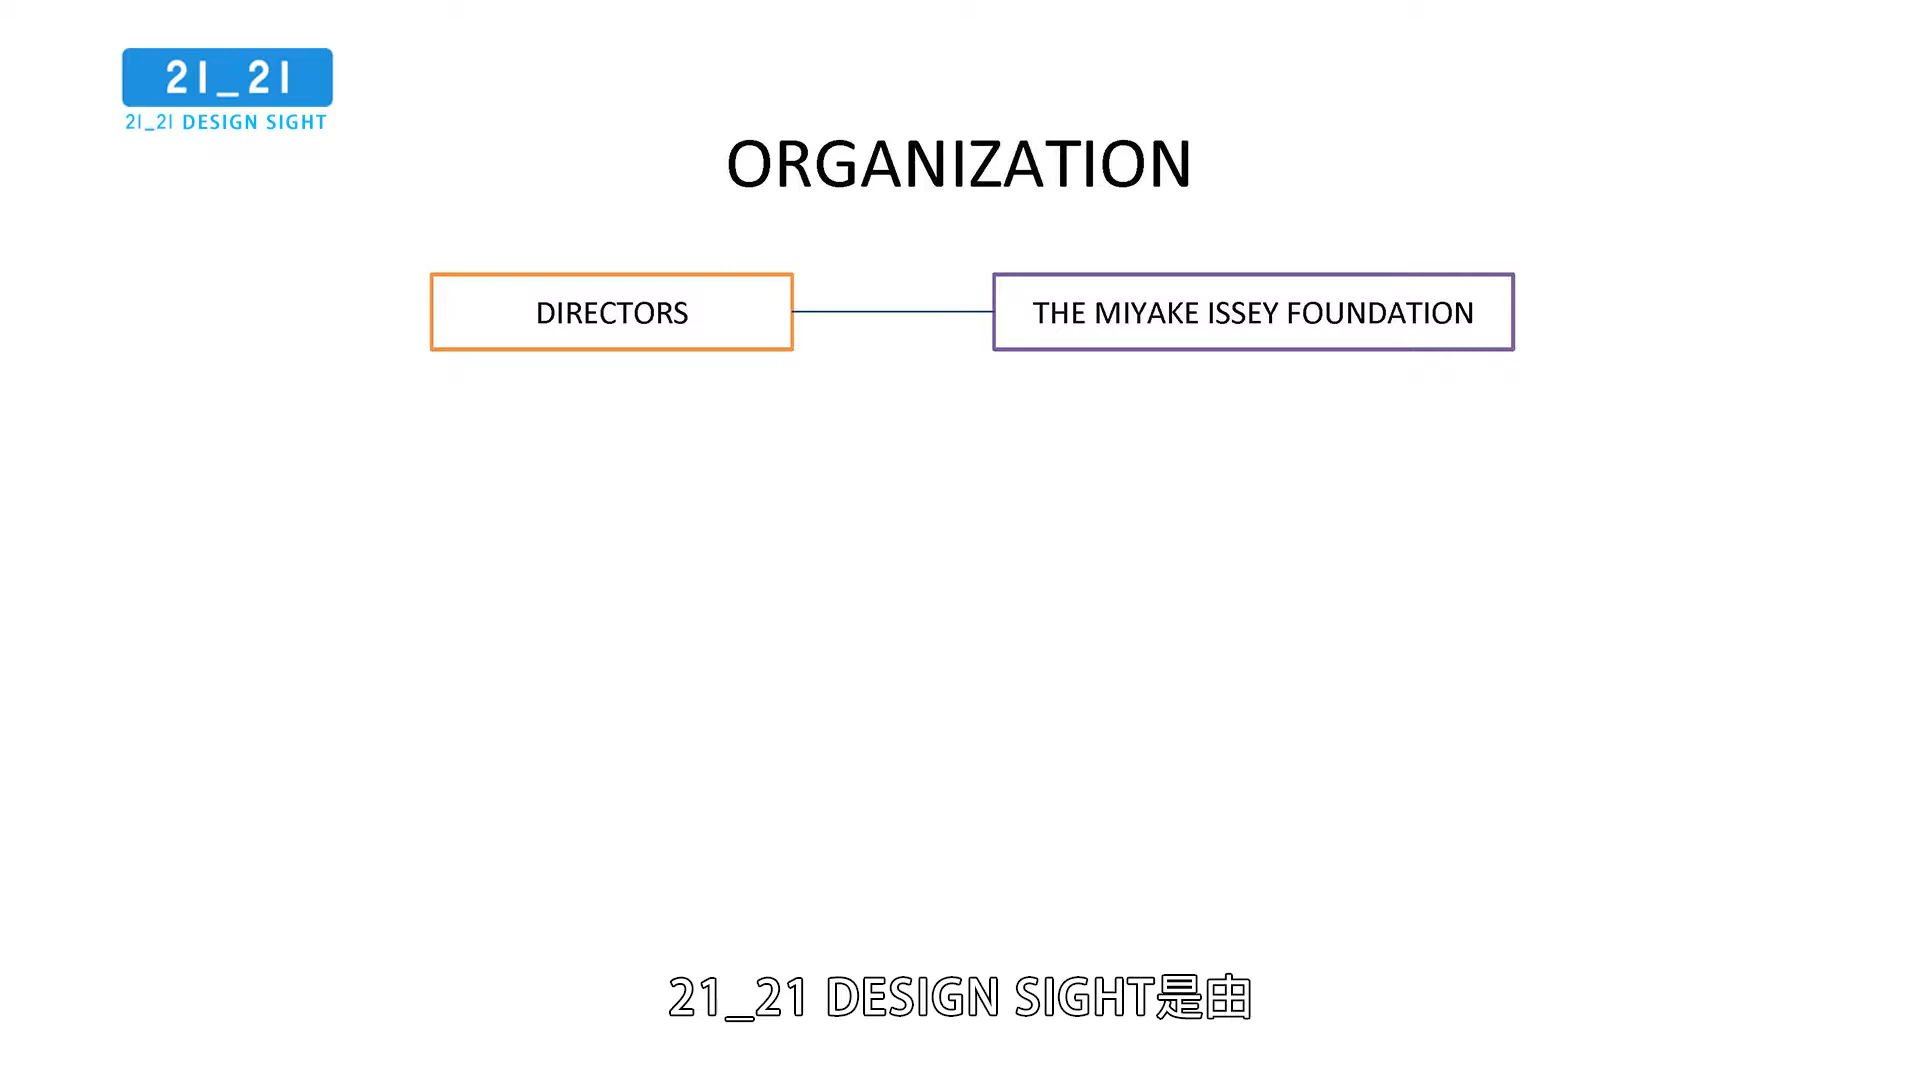 21_21
21_21 DESIGN SIGHT
ORGANIZATION
DIRECTORS
THE MIYAKE ISSEY FOUNDATION
21_21 DESIGN SIGHT是由